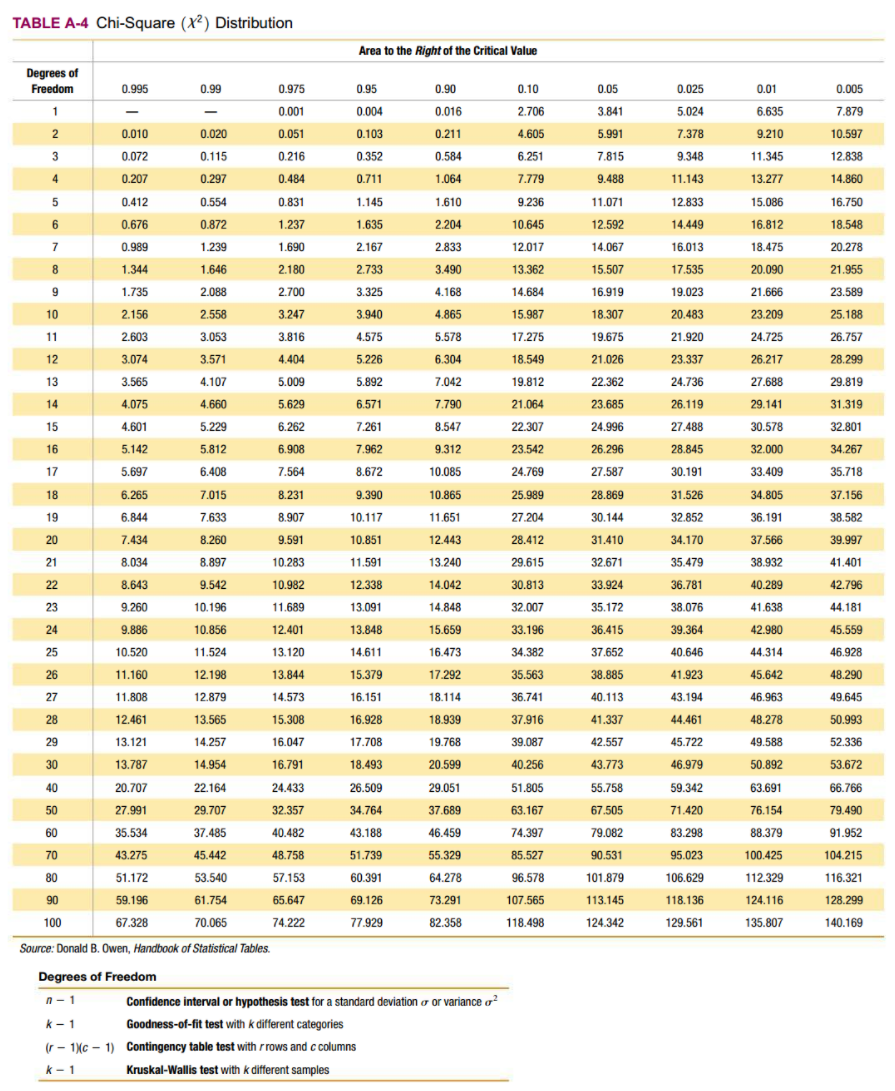 TABLE A-4 Chi-Square (χ²) Distribution
Area to the Right of the Critical Value
Degrees of
Freedom 0.995 0.99 0.975 0.95 0.90 0.10 0.05 0.025 0.01 0.005
1 — — 0.001 0.004 0.016 2.706 3.841 5.024 6.635 7.879
2 0.010 0.020 0.051 0.103 0.211 4.605 5.991 7.378 9.210 10.597
3 0.072 0.115 0.216 0.352 0.584 6.251 7.815 9.348 11.345 12.838
4 0.207 0.297 0.484 0.711 1.064 7.779 9.488 11.143 13.277 14.860
5 0.412 0.554 0.831 1.145 1.610 9.236 11.071 12.833 15.086 16.750
6 0.676 0.872 1.237 1.635 2.204 10.645 12.592 14.449 16.812 18.548
7 0.989 1.239 1.690 2.167 2.833 12.017 14.067 16.013 18.475 20.278
8 1.344 1.646 2.180 2.733 3.490 13.362 15.507 17.535 20.090 21.955
9 1.735 2.088 2.700 3.325 4.168 14.684 16.919 19.023 21.666 23.589
10 2.156 2.558 3.247 3.940 4.865 15.987 18.307 20.483 23.209 25.188
11 2.603 3.053 3.816 4.575 5.578 17.275 19.675 21.920 24.725 26.757
12 3.074 3.571 4.404 5.226 6.304 18.549 21.026 23.337 26.217 28.299
13 3.565 4.107 5.009 5.892 7.042 19.812 22.362 24.736 27.688 29.819
14 4.075 4.660 5.629 6.571 7.790 21.064 23.685 26.119 29.141 31.319
15 4.601 5.229 6.262 7.261 8.547 22.307 24.996 27.488 30.578 32.801
16 5.142 5.812 6.908 7.962 9.312 23.542 26.296 28.845 32.000 34.267
17 5.697 6.408 7.564 8.672 10.085 24.769 27.587 30.191 33.409 35.718
18 6.265 7.015 8.231 9.390 10.865 25.989 28.869 31.526 34.805 37.156
19 6.844 7.633 8.907 10.117 11.651 27.204 30.144 32.852 36.191 38.582
20 7.434 8.260 9.591 10.851 12.443 28.412 31.410 34.170 37.566 39.997
21 8.034 8.897 10.283 11.591 13.240 29.615 32.671 35.479 38.932 41.401
22 8.643 9.542 10.982 12.338 14.042 30.813 33.924 36.781 40.289 42.796
23 9.260 10.196 11.689 13.091 14.848 32.007 35.172 38.076 41.638 44.181
24 9.886 10.856 12.401 13.848 15.659 33.196 36.415 39.364 42.980 45.559
25 10.520 11.524 13.120 14.611 16.473 34.382 37.652 40.646 44.314 46.928
26 11.160 12.198 13.844 15.379 17.292 35.563 38.885 41.923 45.642 48.290
27 11.808 12.879 14.573 16.151 18.114 36.741 40.113 43.194 46.963 49.645
28 12.461 13.565 15.308 16.928 18.939 37.916 41.337 44.461 48.278 50.993
29 13.121 14.257 16.047 17.708 19.768 39.087 42.557 45.722 49.588 52.336
30 13.787 14.954 16.791 18.493 20.599 40.256 43.773 46.979 50.892 53.672
40 20.707 22.164 24.433 26.509 29.051 51.805 55.758 59.342 63.691 66.766
50 27.991 29.707 32.357 34.764 37.689 63.167 67.505 71.420 76.154 79.490
60 35.534 37.485 40.482 43.188 46.459 74.397 79.082 83.298 88.379 91.952
70 43.275 45.442 48.758 51.739 55.329 85.527 90.531 95.023 100.425 104.215
80 51.172 53.540 57.153 60.391 64.278 96.578 101.879 106.629 112.329 116.321
90 59.196 61.754 65.647 69.126 73.291 107.565 113.145 118.136 124.116 128.299
100 67.328 70.065 74.222 77.929 82.358 118.498 124.342 129.561 135.807 140.169
Source: Donald B. Owen, Handbook of Statistical Tables.
Degrees of Freedom
n − 1 Confidence interval or hypothesis test for a standard deviation σ or variance σ²
k − 1 Goodness-of-fit test with k different categories
(r − 1)(c − 1) Contingency table test with r rows and c columns
k − 1 Kruskal-Wallis test with k different samples